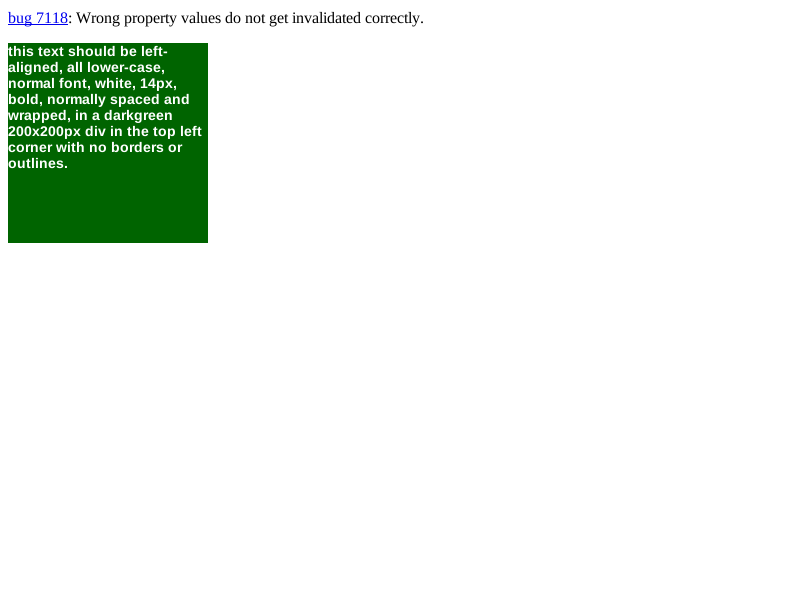 bug 7118: Wrong property values do not get invalidated correctly.
this text should be left-
aligned, all lower-case,
normal font, white, 14px,
bold, normally spaced and
wrapped, in a darkgreen
200x200px div in the top left
corner with no borders or
outlines.